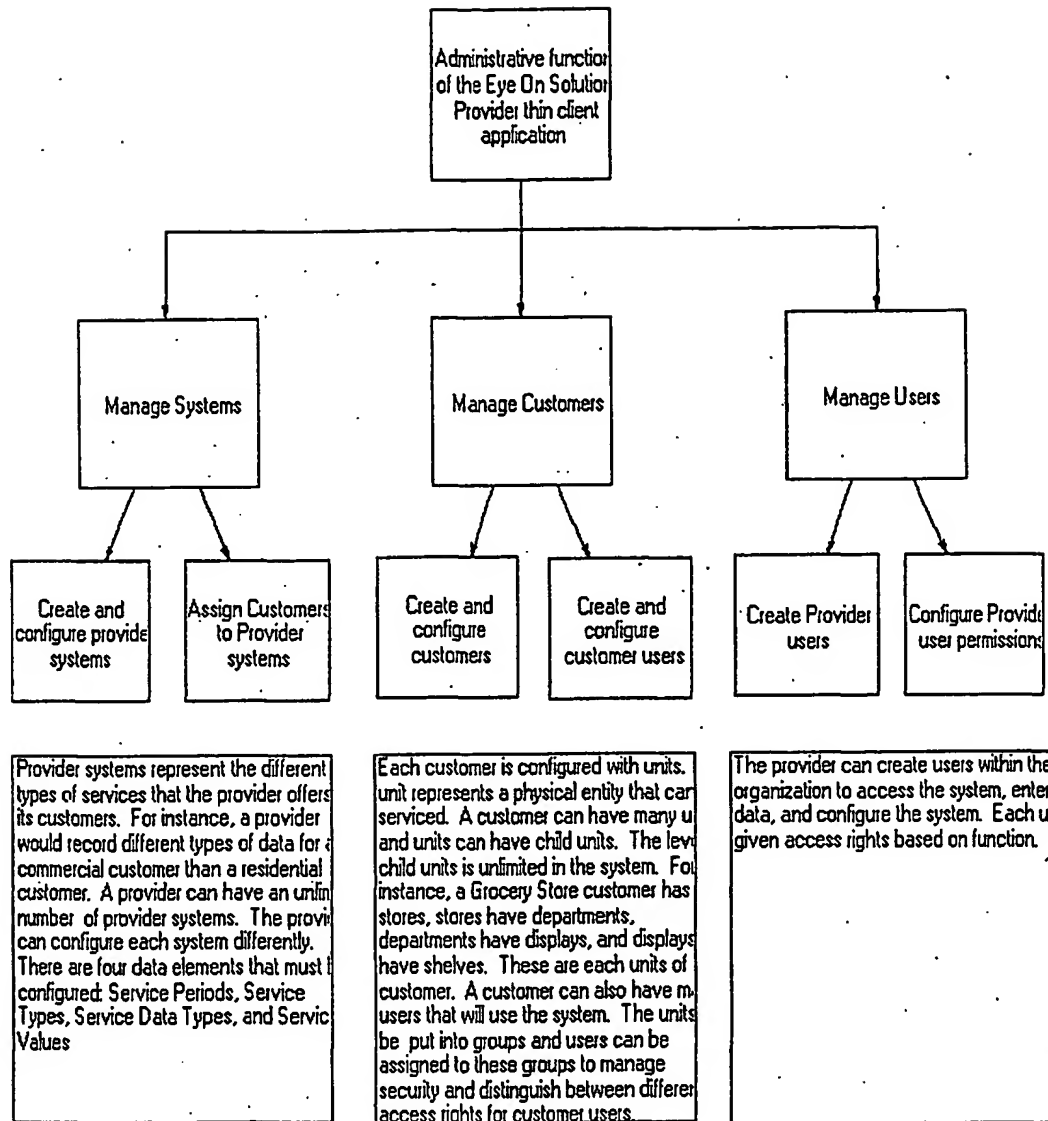 Administrative function
of the Eye On Solution
Provider thin client
application
Manage Systems
Manage Customers
Manage Users
Create and
configure provide
systems
Assign Customers
to Provider
systems
Create and
configure
customers
Create and
configure
customer users
Create Provider
users
Configure Provide
user permissions
Provider systems represent the different
types of services that the provider offers
its customers. For instance, a provider
would record different types of data for a
commercial customer than a residential
customer. A provider can have an unlim
number of provider systems. The provi
can configure each system differently.
There are four data elements that must
configured: Service Periods, Service
Types, Service Data Types, and Servic
Values
Each customer is configured with units.
unit represents a physical entity that can
serviced. A customer can have many u
and units can have child units. The leve
child units is unlimited in the system. For
instance, a Grocery Store customer has
stores, stores have departments,
departments have displays, and displays
have shelves. These are each units of
customer. A customer can also have m
users that will use the system. The units
be put into groups and users can be
assigned to these groups to manage
security and distinguish between differen
access rights for customer users.
The provider can create users within the
organization to access the system, enter
data, and configure the system. Each u
given access rights based on function.